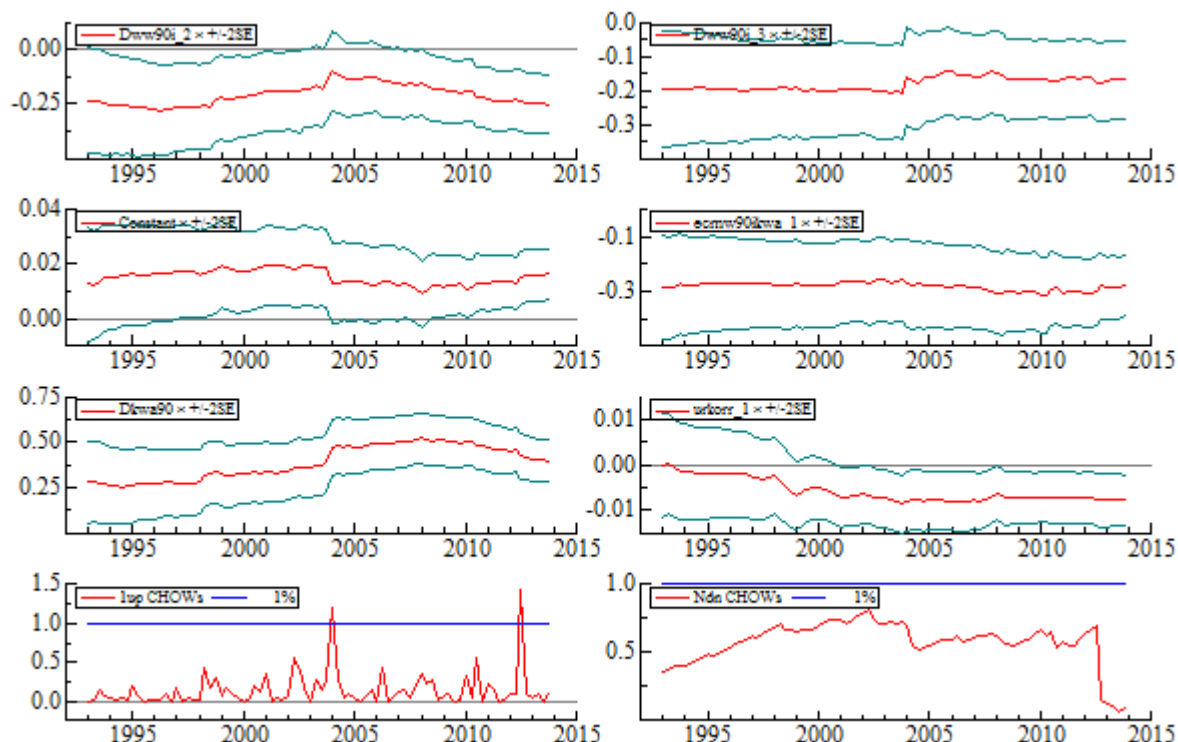 Dww90i_2 × +/-2SE
0.00
-0.25
1995 2000 2005 2010 2015
0.0
Dww90i_3 × +/-2SE
-0.1
-0.2
-0.3
1995 2000 2005 2010 2015
0.04
Constant × +/-2SE
0.02
0.00
1995 2000 2005 2010 2015
ecmw90ikwa_1 × +/-2SE
-0.1
-0.3
1995 2000 2005 2010 2015
0.75
Dkwa90 × +/-2SE
0.50
0.25
1995 2000 2005 2010 2015
urkorr_1 × +/-2SE
0.01
0.00
-0.01
1995 2000 2005 2010 2015
1.5
1up CHOWs 1%
1.0
0.5
0.0
1995 2000 2005 2010 2015
1.0
Ndn CHOWs 1%
0.5
1995 2000 2005 2010 2015